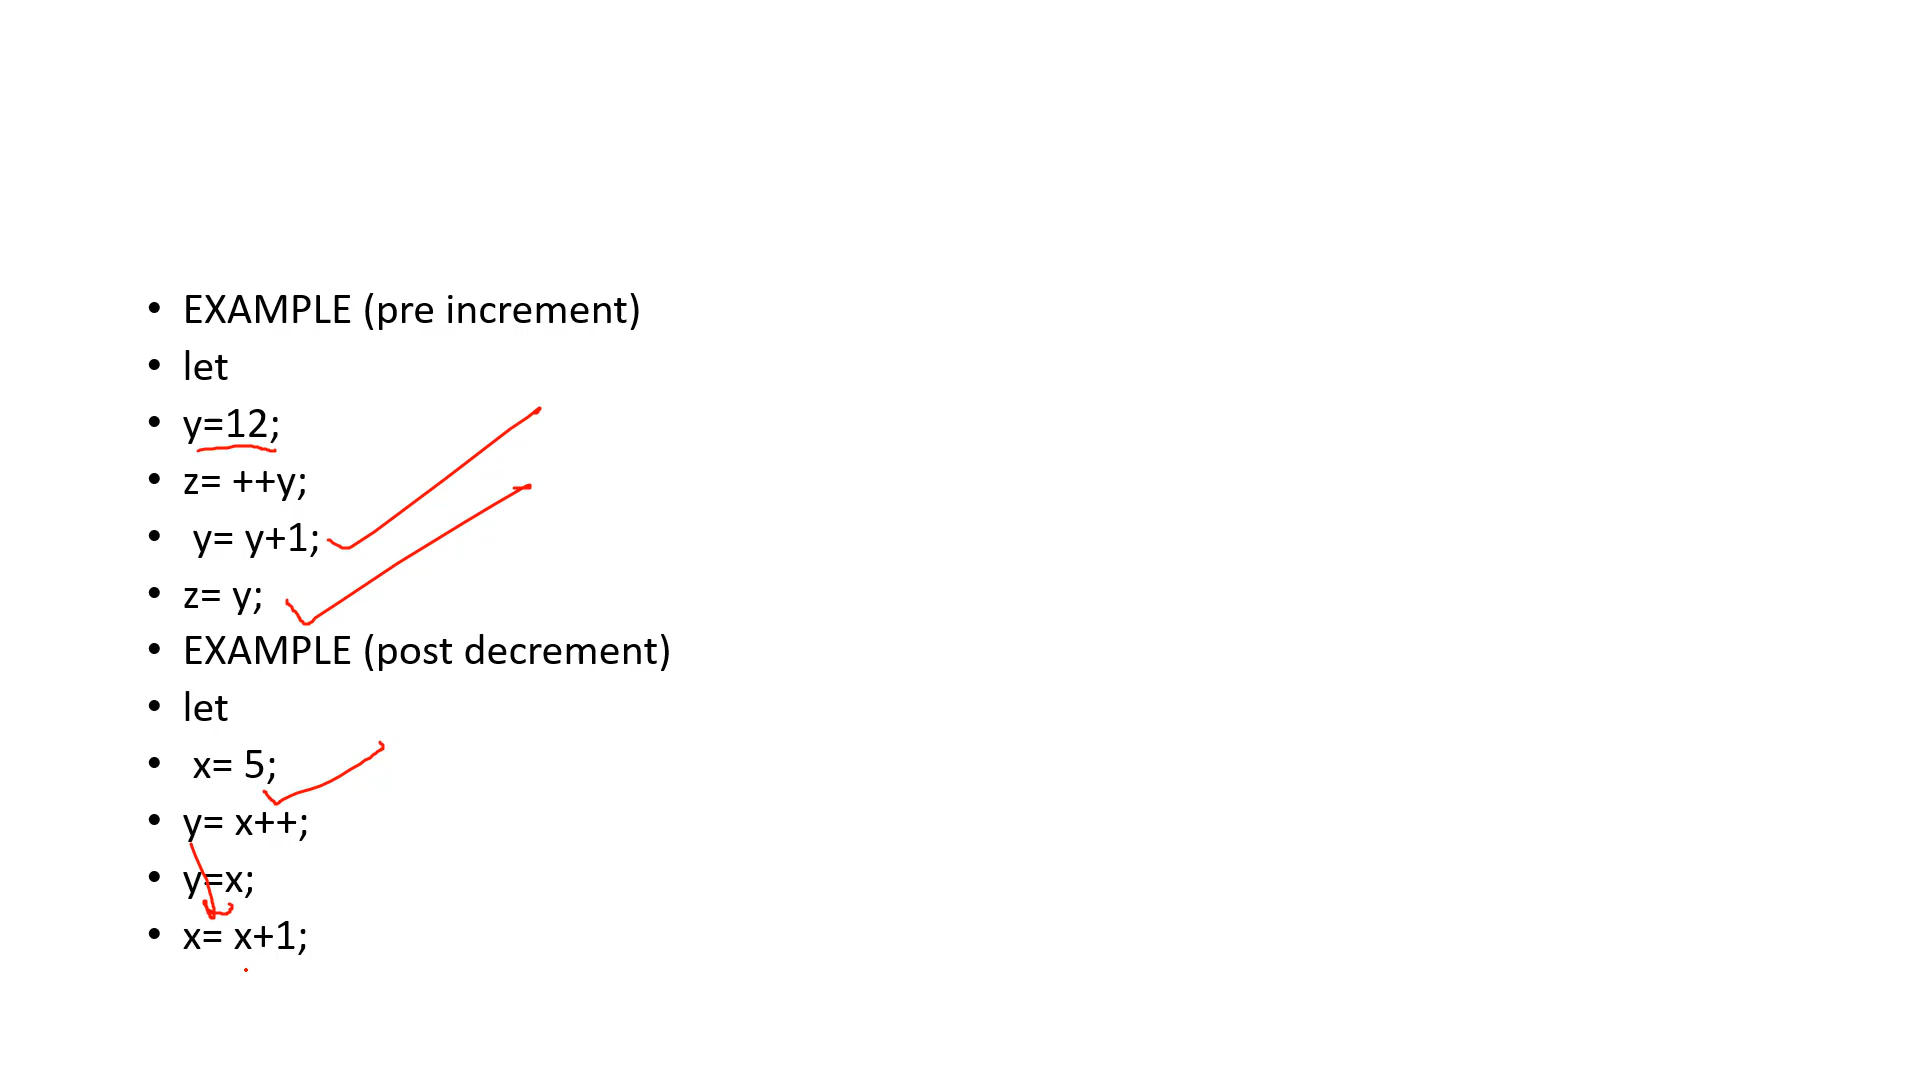 • EXAMPLE (pre increment)
• let
• y=12;
• z= ++y;
• y= y+1;
• z= y;
• EXAMPLE (post decrement)
• let
• x= 5;
• y= x++;
• y=x;
• x= x+1;